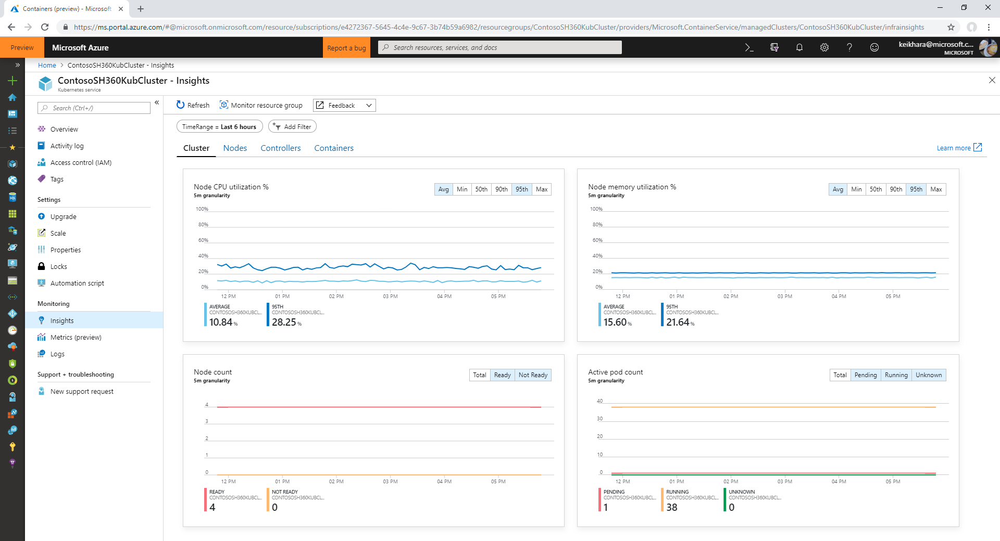 Containers (preview) - Microsoft
https://ms.portal.azure.com/#@microsoft.onmicrosoft.com/resource/subscriptions/e4272367-5645-4c4e-9c67-3b74b59a6982/resourcegroups/ContosoSH360KubCluster/providers/Microsoft.ContainerService/managedClusters/ContosoSH360KubCluster/infrainsights
Preview
Microsoft Azure
Report a bug
Search resources, services, and docs
keikhara@microsoft.c...
MICROSOFT
Home > ContosoSH360KubCluster - Insights
ContosoSH360KubCluster - Insights
Kubernetes service
Search (Ctrl+/)
Overview
Activity log
Access control (IAM)
Tags
Settings
Upgrade
Scale
Properties
Locks
Automation script
Monitoring
Insights
Metrics (preview)
Logs
Support + troubleshooting
New support request
Refresh
Monitor resource group
Feedback
TimeRange = Last 6 hours
Add Filter
Cluster Nodes Controllers Containers
Learn more
Node CPU utilization %
5m granularity
Avg Min 50th 90th 95th Max
100%
80%
60%
40%
20%
0%
12 PM 01 PM 02 PM 03 PM 04 PM 05 PM
AVERAGE
CONTOSOSH360KUBCL...
10.84 %
95TH
CONTOSOSH360KUBCL...
28.25 %
Node memory utilization %
5m granularity
Avg Min 50th 90th 95th Max
100%
80%
60%
40%
20%
0%
12 PM 01 PM 02 PM 03 PM 04 PM 05 PM
AVERAGE
CONTOSOSH360KUBCL...
15.60 %
95TH
CONTOSOSH360KUBCL...
21.64 %
Node count
5m granularity
Total Ready Not Ready
4
3
2
1
0
12 PM 01 PM 02 PM 03 PM 04 PM 05 PM
READY
CONTOSOSH360KUBCL...
4
NOT READY
CONTOSOSH360KUBCL...
0
Active pod count
5m granularity
Total Pending Running Unknown
40
30
20
10
0
12 PM 01 PM 02 PM 03 PM 04 PM 05 PM
PENDING
CONTOSOSH360KUBCL...
1
RUNNING
CONTOSOSH360KUBCL...
38
UNKNOWN
CONTOSOSH360KUBCL...
0